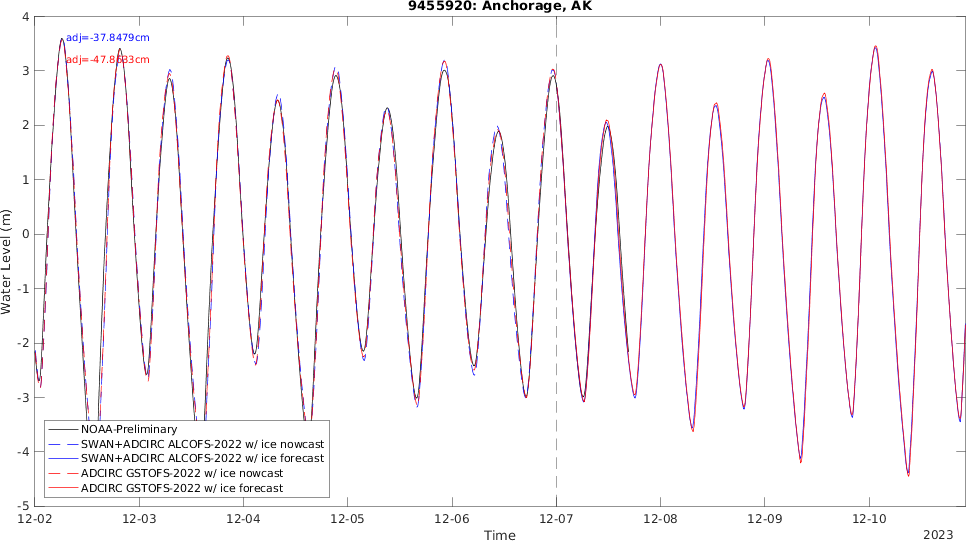 9455920: Anchorage, AK
4
adj=-37.8479cm
adj=-47.8633cm
3
2
1
0
-1
-2
-3
-4
-5
Water Level (m)
NOAA-Preliminary
SWAN+ADCIRC ALCOFS-2022 w/ ice nowcast
SWAN+ADCIRC ALCOFS-2022 w/ ice forecast
ADCIRC GSTOFS-2022 w/ ice nowcast
ADCIRC GSTOFS-2022 w/ ice forecast
12-02 12-03 12-04 12-05 12-06 12-07 12-08 12-09 12-10
Time
2023